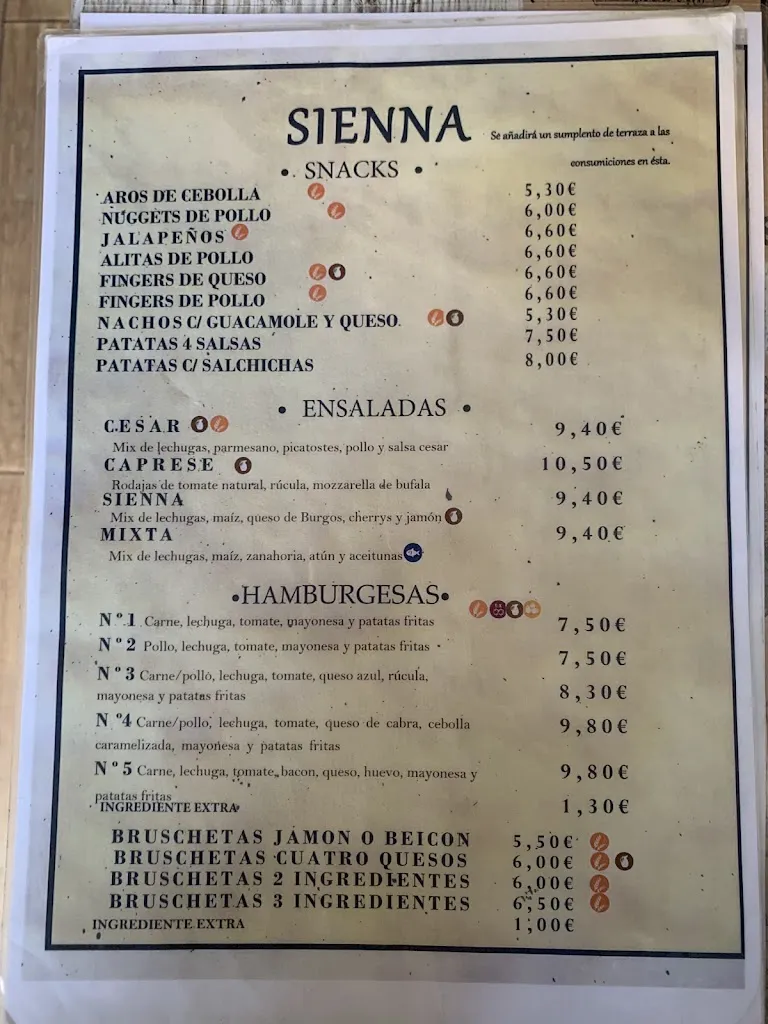 SIENNA
Se añadirá un sumplento de terraza a las
consumiciones en ésta.
• SNACKS •
AROS DE CEBOLLA 5,30€
NUGGETS DE POLLO 6,00€
JALAPEÑOS 6,60€
ALITAS DE POLLO 6,60€
FINGERS DE QUESO 6,60€
FINGERS DE POLLO 6,60€
NACHOS C/ GUACAMOLE Y QUESO 5,30€
PATATAS 4 SALSAS 7,50€
PATATAS C/ SALCHICHAS 8,00€
• ENSALADAS •
CESAR 9,40€
Mix de lechugas, parmesano, picatostes, pollo y salsa cesar
CAPRESE 10,50€
Rodajas de tomate natural, rúcula, mozzarella de bufala
SIENNA 9,40€
Mix de lechugas, maíz, queso de Burgos, cherrys y jamón
MIXTA 9,40€
Mix de lechugas, maíz, zanahoria, atún y aceitunas
•HAMBURGESAS•
Nº1 Carne, lechuga, tomate, mayonesa y patatas fritas 7,50€
Nº2 Pollo, lechuga, tomate, mayonesa y patatas fritas 7,50€
Nº3 Carne/pollo, lechuga, tomate, queso azul, rúcula,
mayonesa y patatas fritas 8,30€
Nº4 Carne/pollo, lechuga, tomate, queso de cabra, cebolla 9,80€
caramelizada, mayonesa y patatas fritas
Nº5 Carne, lechuga, tomate, bacon, queso, huevo, mayonesa y 9,80€
patatas fritas
INGREDIENTE EXTRA 1,30€
BRUSCHETAS JAMON O BEICON 5,50€
BRUSCHETAS CUATRO QUESOS 6,00€
BRUSCHETAS 2 INGREDIENTES 6,00€
BRUSCHETAS 3 INGREDIENTES 6,50€
INGREDIENTE EXTRA 1,00€